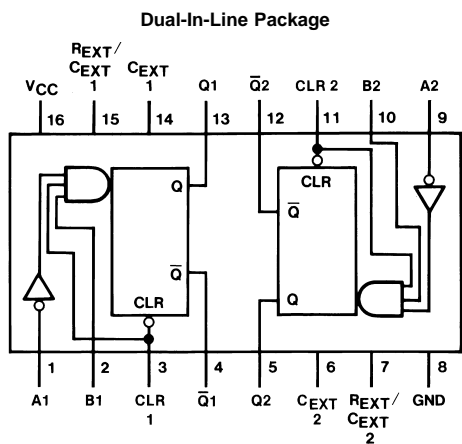 Dual-In-Line Package
R̅EXT/
CEXT CEXT
VCC 1 1 Q1 Q̅2 CLR 2 B2 A2
16 15 14 13 12 11 10 9
CLR
Q
Q̅
Q̅
Q
CLR
1 2 3 4 5 6 7 8
A1 B1 CLR Q̅1 Q2 CEXT REXT/ GND
1 2 CEXT
2